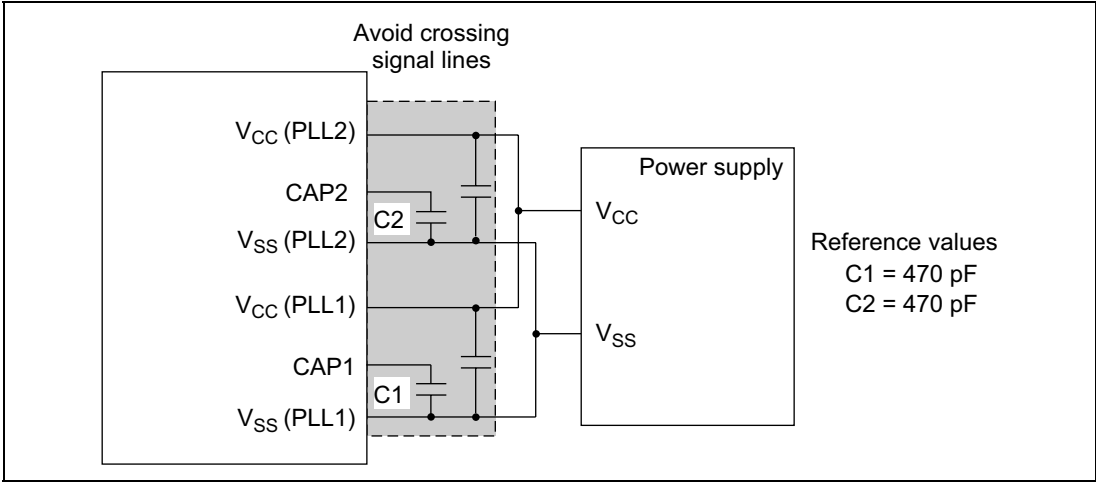 Avoid crossing
signal lines
VCC (PLL2)
CAP2
C2
VSS (PLL2)
VCC (PLL1)
CAP1
C1
VSS (PLL1)
Power supply
VCC
VSS
Reference values
C1 = 470 pF
C2 = 470 pF